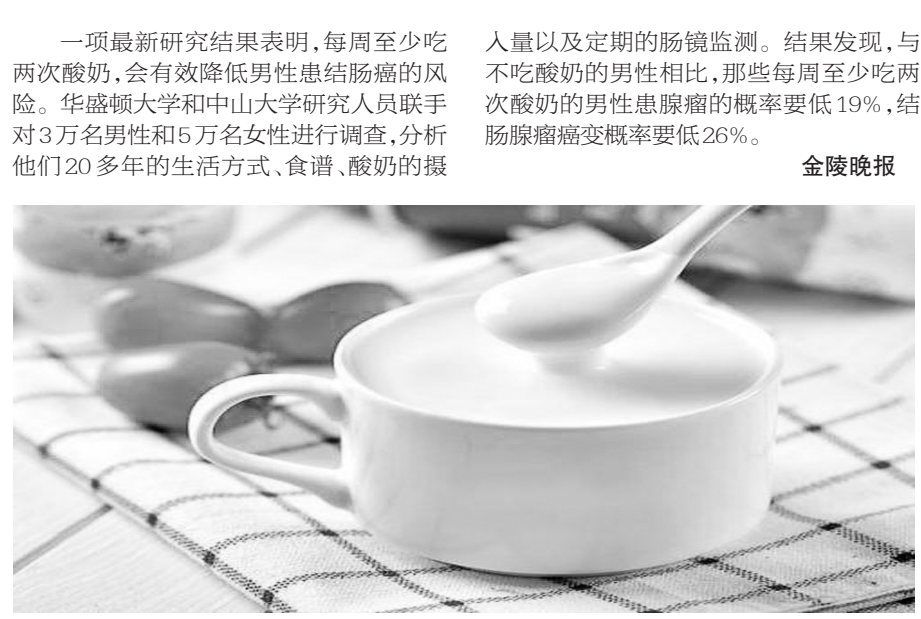 一项最新研究结果表明，每周至少吃
两次酸奶，会有效降低男性患结肠癌的风
险。华盛顿大学和中山大学研究人员联手
对3万名男性和5万名女性进行调查，分析
他们20多年的生活方式、食谱、酸奶的摄
入量以及定期的肠镜监测。结果发现，与
不吃酸奶的男性相比，那些每周至少吃两
次酸奶的男性患腺瘤的概率要低19%，结
肠腺瘤癌变概率要低26%。
金陵晚报